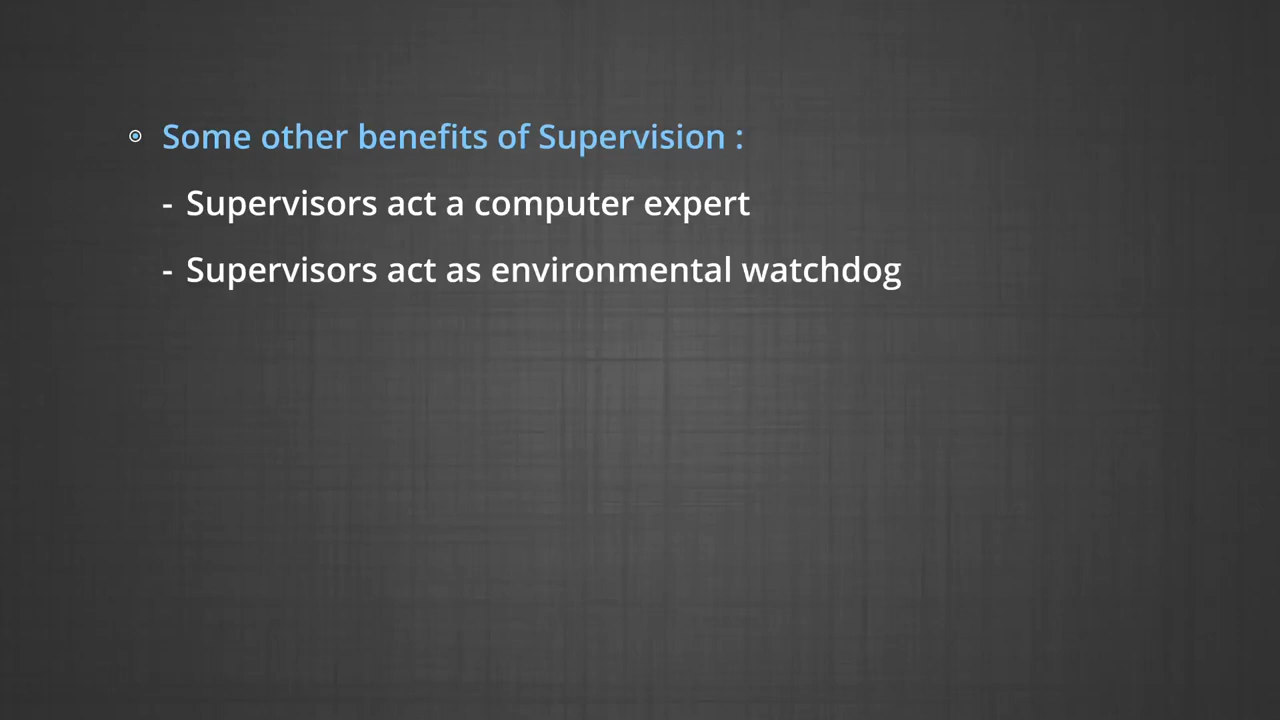 Some other benefits of Supervision :
- Supervisors act a computer expert
- Supervisors act as environmental watchdog